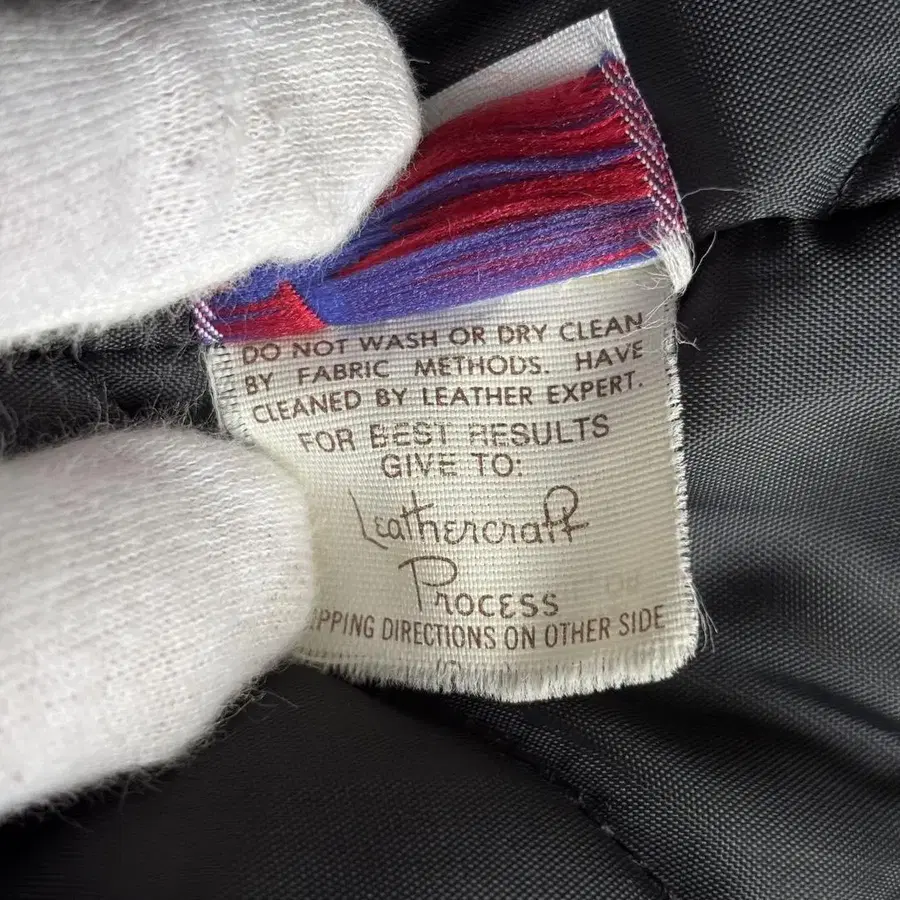 DO NOT WASH OR DRY CLEAN
BY FABRIC METHODS. HAVE
CLEANED BY LEATHER EXPERT.
FOR BEST RESULTS
GIVE TO:
Leathercraft
Process
IPPING DIRECTIONS ON OTHER SIDE